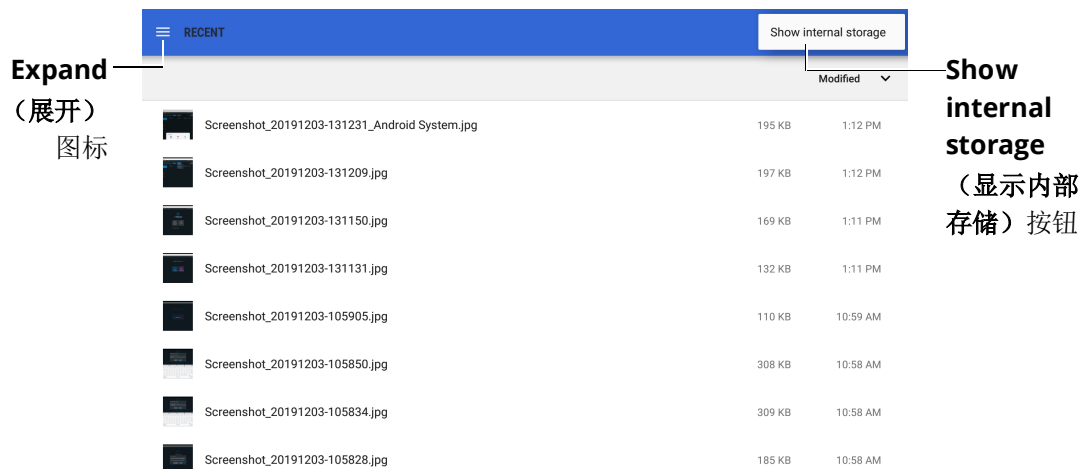 RECENT
Show internal storage
Expand
（展开）
图标
Show
internal
storage
（显示内部
存储）按钮
Modified
Screenshot_20191203-131231_Android System.jpg 195 KB 1:12 PM
Screenshot_20191203-131209.jpg 197 KB 1:12 PM
Screenshot_20191203-131150.jpg 169 KB 1:11 PM
Screenshot_20191203-131131.jpg 132 KB 1:11 PM
Screenshot_20191203-105905.jpg 110 KB 10:59 AM
Screenshot_20191203-105850.jpg 308 KB 10:58 AM
Screenshot_20191203-105834.jpg 309 KB 10:58 AM
Screenshot_20191203-105828.jpg 185 KB 10:58 AM